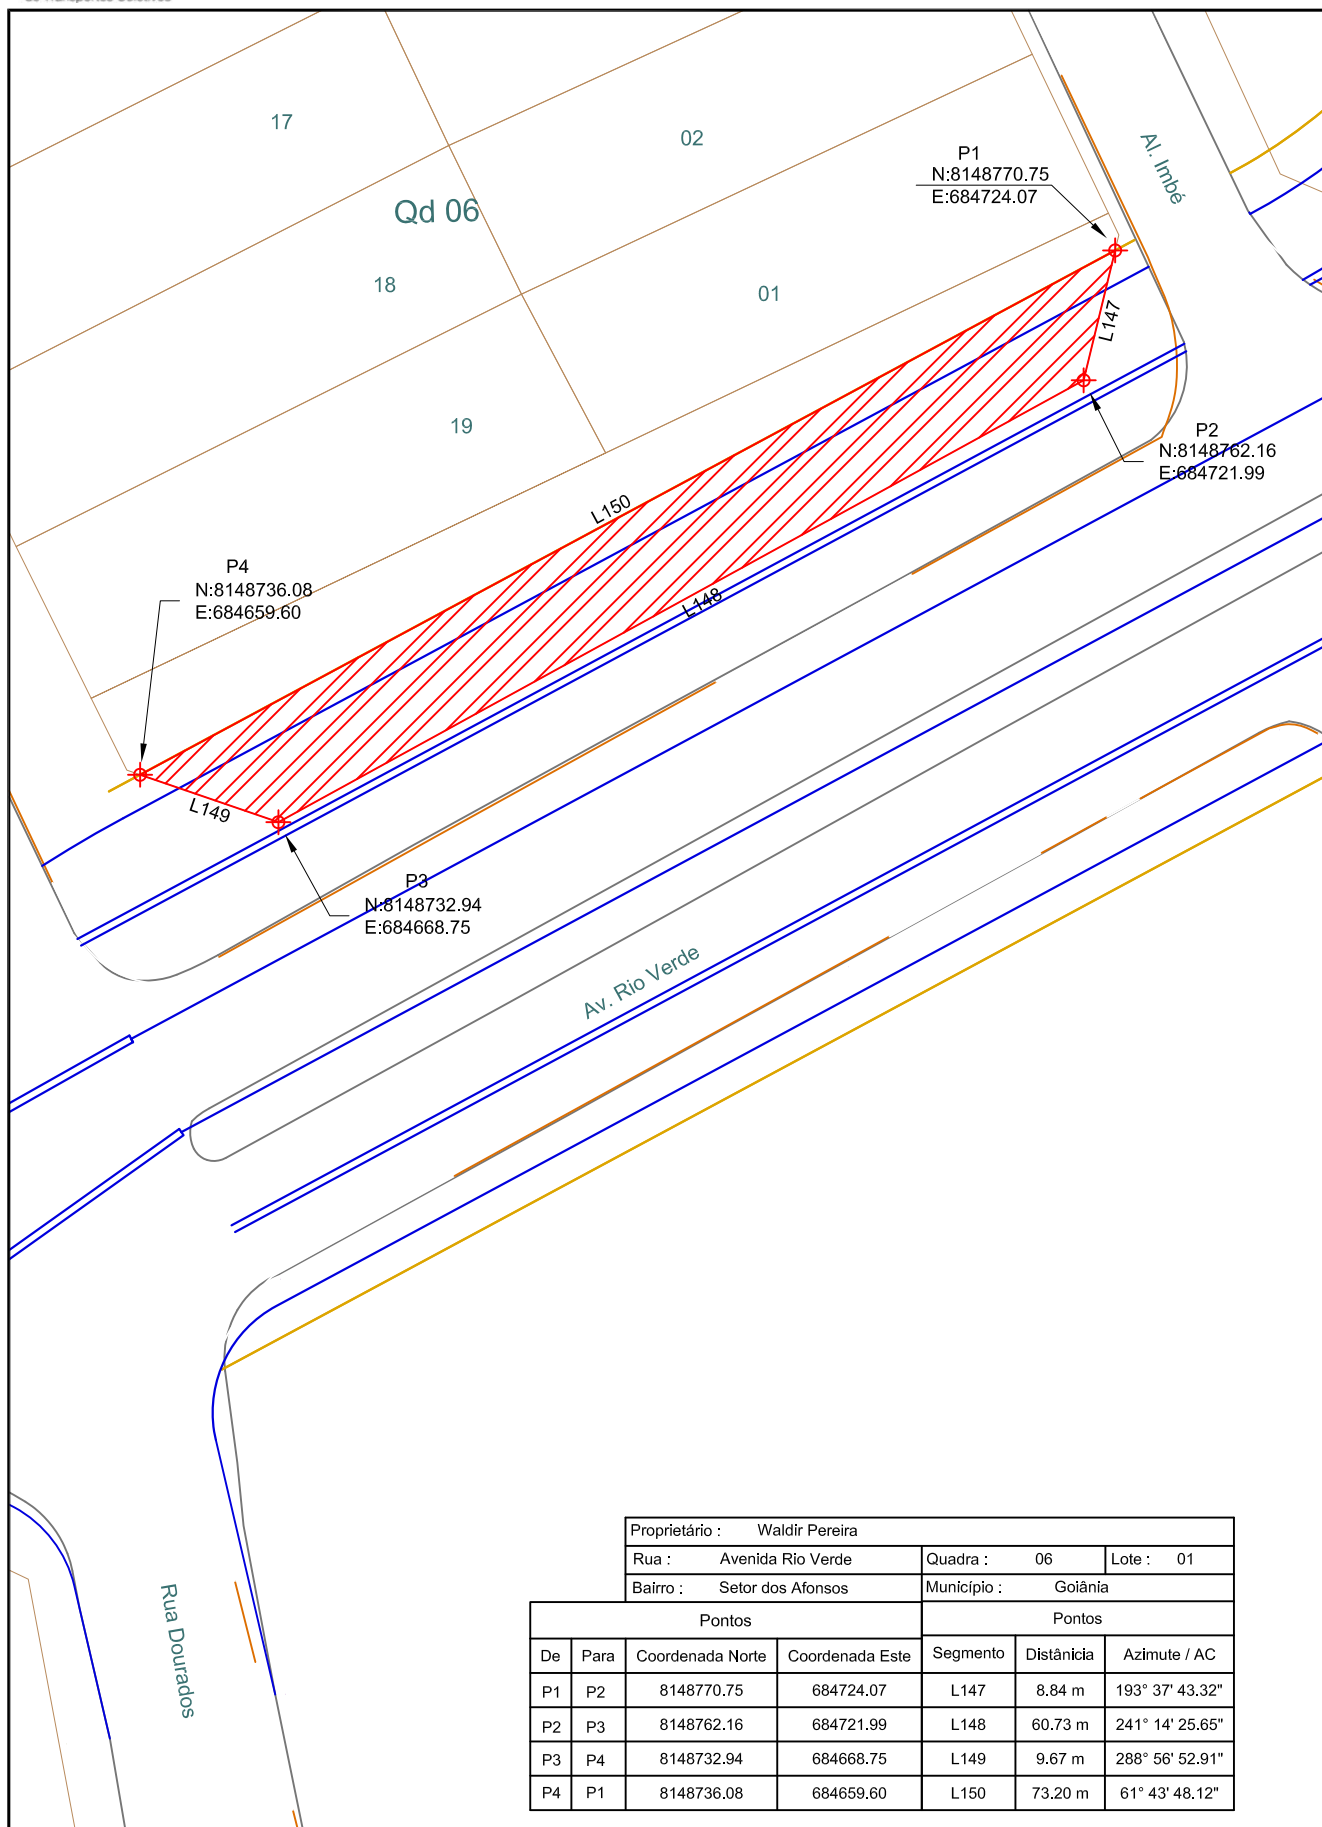 17
02
Qd 06
18
01
19
Al. Imbé
P1
N:8148770.75
E:684724.07
L147
P2
N:8148762.16
E:684721.99
L150
L148
P4
N:8148736.08
E:684659.60
L149
P3
N:8148732.94
E:684668.75
Av. Rio Verde
Rua Dourados
Proprietário : Waldir Pereira
Rua : Avenida Rio Verde Quadra : 06 Lote : 01
Bairro : Setor dos Afonsos Município : Goiânia
Pontos Pontos
De Para Coordenada Norte Coordenada Este Segmento Distânicia Azimute / AC
P1 P2 8148770.75 684724.07 L147 8.84 m 193° 37' 43.32"
P2 P3 8148762.16 684721.99 L148 60.73 m 241° 14' 25.65"
P3 P4 8148732.94 684668.75 L149 9.67 m 288° 56' 52.91"
P4 P1 8148736.08 684659.60 L150 73.20 m 61° 43' 48.12"